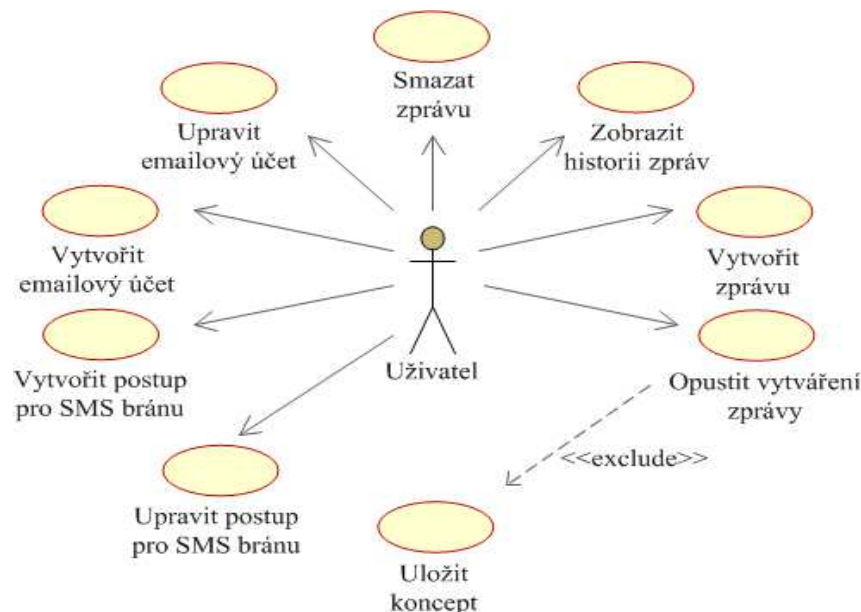 Smazat
zprávu
Upravit
emailový účet
Zobrazit
historii zpráv
Vytvořit
emailový účet
Vytvořit
zprávu
Uživatel
Vytvořit postup
pro SMS bránu
Opustit vytváření
zprávy
<<exclude>>
Upravit postup
pro SMS bránu
Uložit
koncept